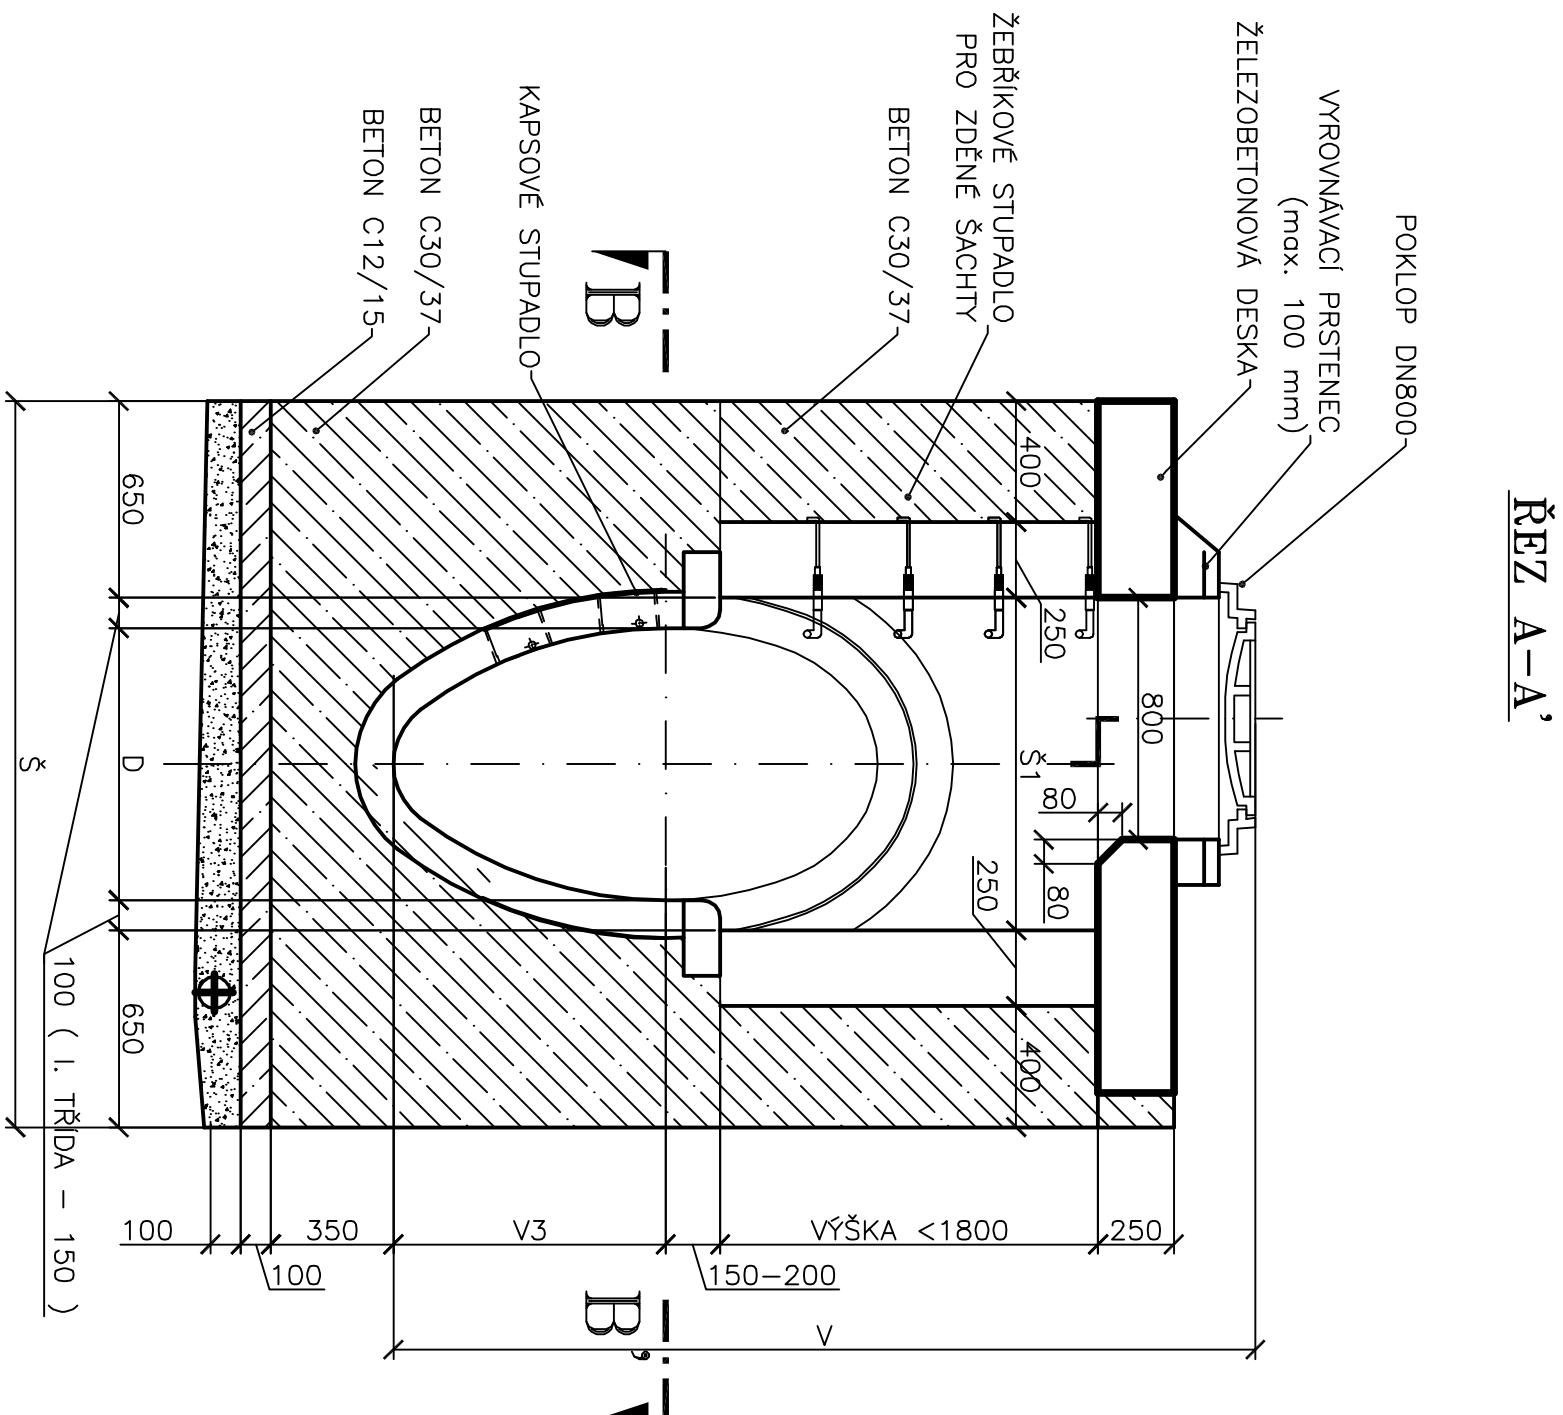 ŘEZ A-A'
POKLOP DN800
VYROVNÁVACÍ PRSTENEC
(max. 100 mm)
ŽELEZOBETONOVÁ DESKA
ŽEBŘÍKOVÉ STUPADLO
PRO ZDĚNÉ ŠACHTY
BETON C30/37
KAPSOVÉ STUPADLO
BETON C30/37
BETON C12/15
B
B'
800
80
80
400
250
Š1
250
400
250
VÝŠKA <1800
150-200
V3
350
100
100
V
650
D
650
100 ( I. TŘÍDA - 150 )
Š